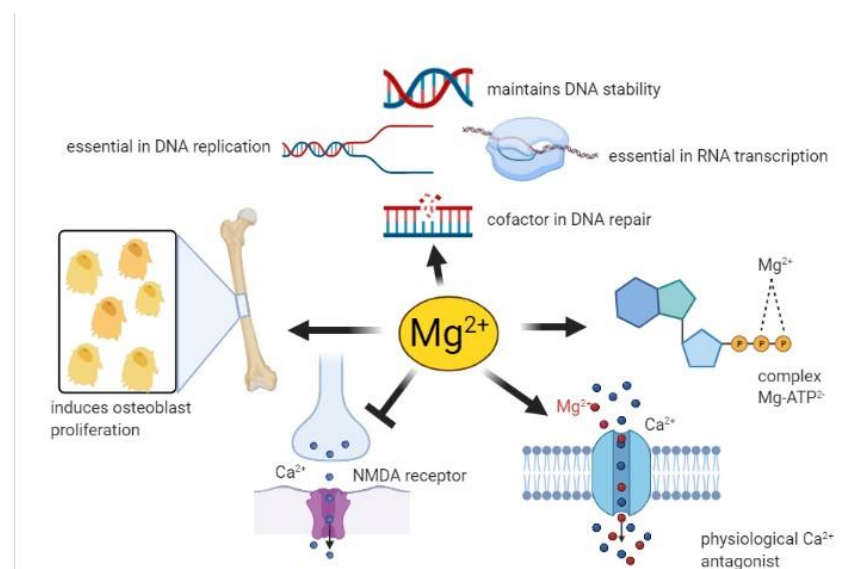 maintains DNA stability
essential in DNA replication
essential in RNA transcription
cofactor in DNA repair
Mg²⁺
Mg²⁺
P P P
complex
Mg-ATP²⁻
induces osteoblast
proliferation
Ca²⁺
NMDA receptor
Mg²⁺
Ca²⁺
physiological Ca²⁺
antagonist